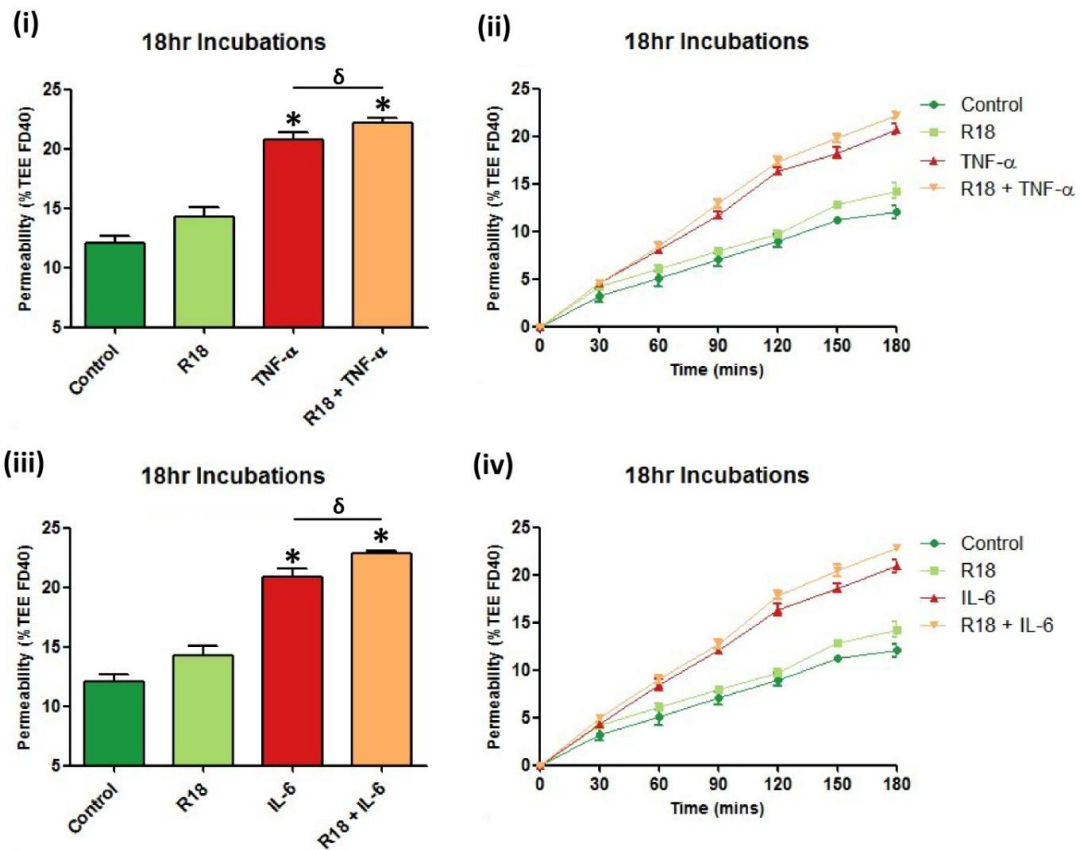 (i)
18hr Incubations
Permeability (% TEE FD40)
25
20
15
10
5
δ
*
*
Control
R18
TNF-α
R18 + TNF-α
(ii)
18hr Incubations
Permeability (% TEE FD40)
25
20
15
10
5
0
0 30 60 90 120 150 180
Time (mins)
Control
R18
TNF-α
R18 + TNF-α
(iii)
18hr Incubations
Permeability (% TEE FD40)
25
20
15
10
5
δ
*
*
Control
R18
IL-6
R18 + IL-6
(iv)
18hr Incubations
Permeability (% TEE FD40)
25
20
15
10
5
0
0 30 60 90 120 150 180
Time (mins)
Control
R18
IL-6
R18 + IL-6